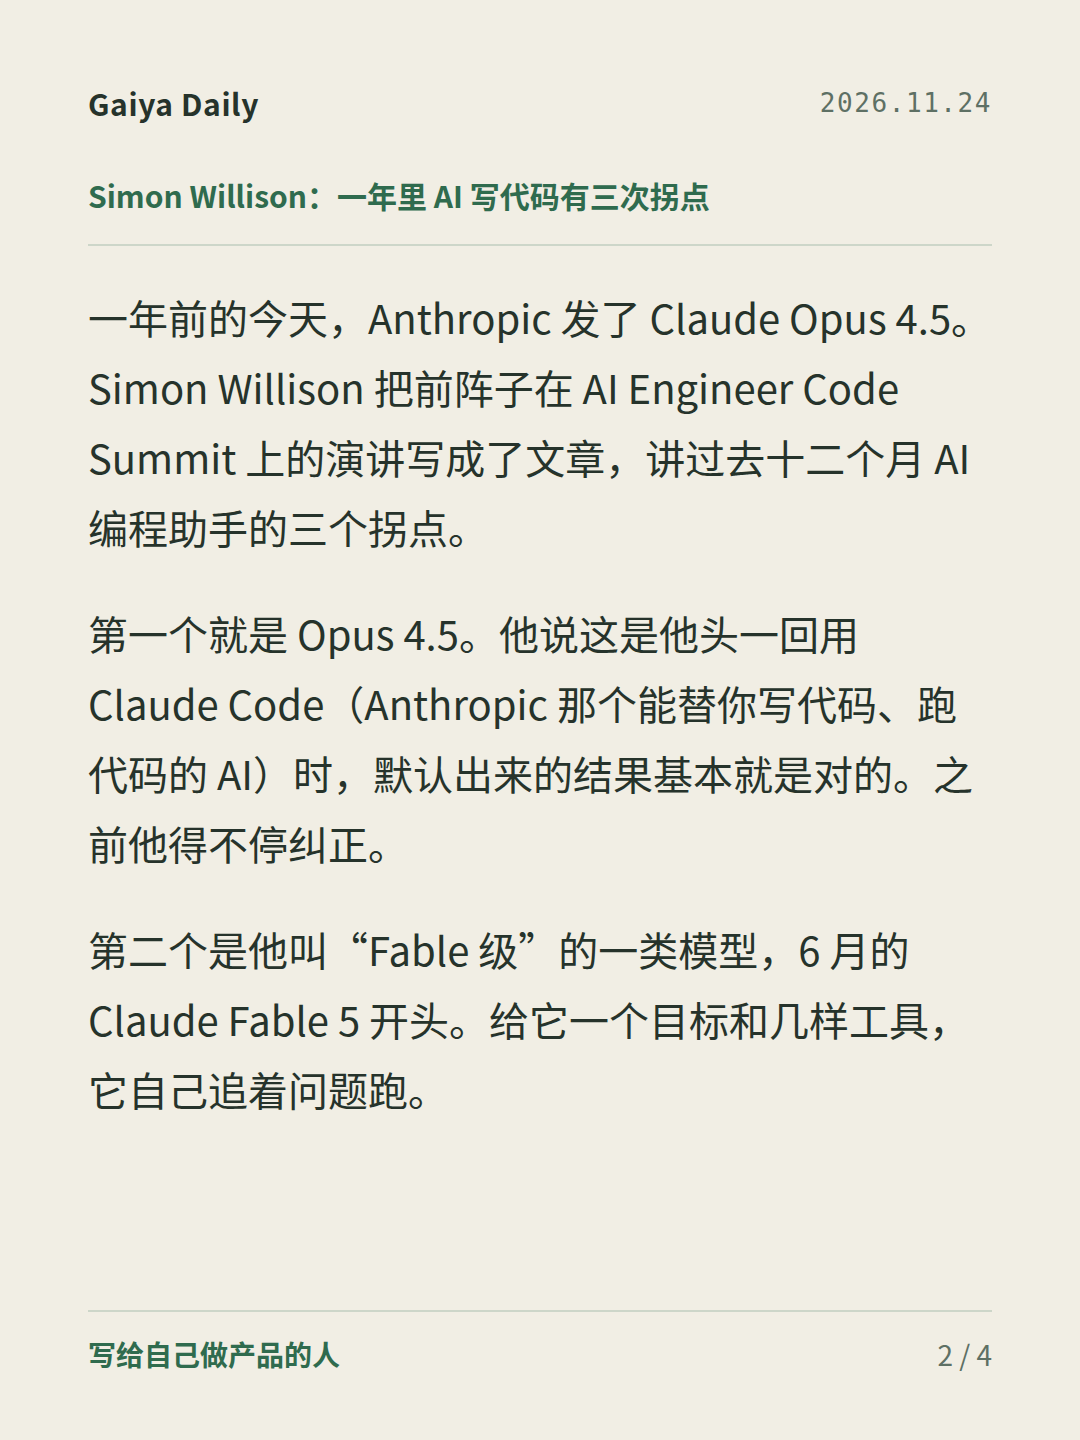 Gaiya Daily
2026.11.24
Simon Willison：一年里 AI 写代码有三次拐点
一年前的今天，Anthropic 发了 Claude Opus 4.5。
Simon Willison 把前阵子在 AI Engineer Code
Summit 上的演讲写成了文章，讲过去十二个月 AI
编程助手的三个拐点。
第一个就是 Opus 4.5。他说这是他头一回用
Claude Code（Anthropic 那个能替你写代码、跑
代码的 AI）时，默认出来的结果基本就是对的。之
前他得不停纠正。
第二个是他叫“Fable 级”的一类模型，6 月的
Claude Fable 5 开头。给它一个目标和几样工具，
它自己追着问题跑。
写给自己做产品的人
2 / 4